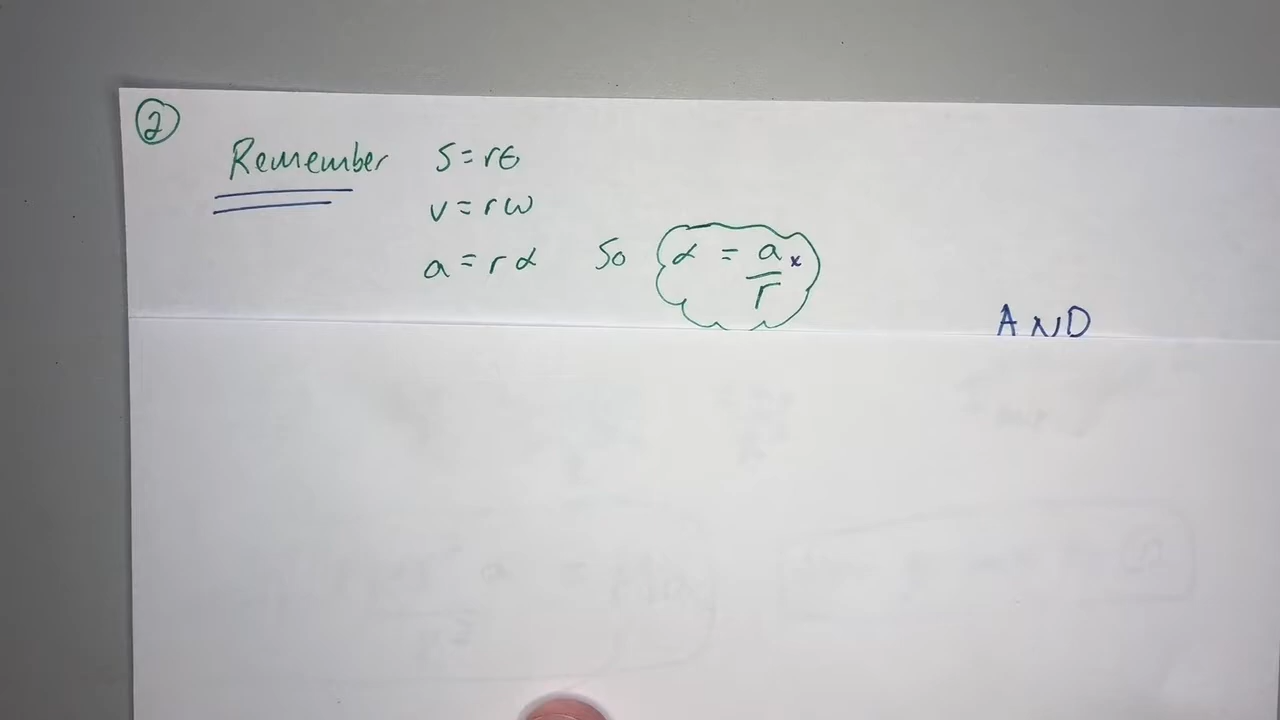 ②
Remember s = rθ
v = rω
a = rα so α = aₓ/r
AND